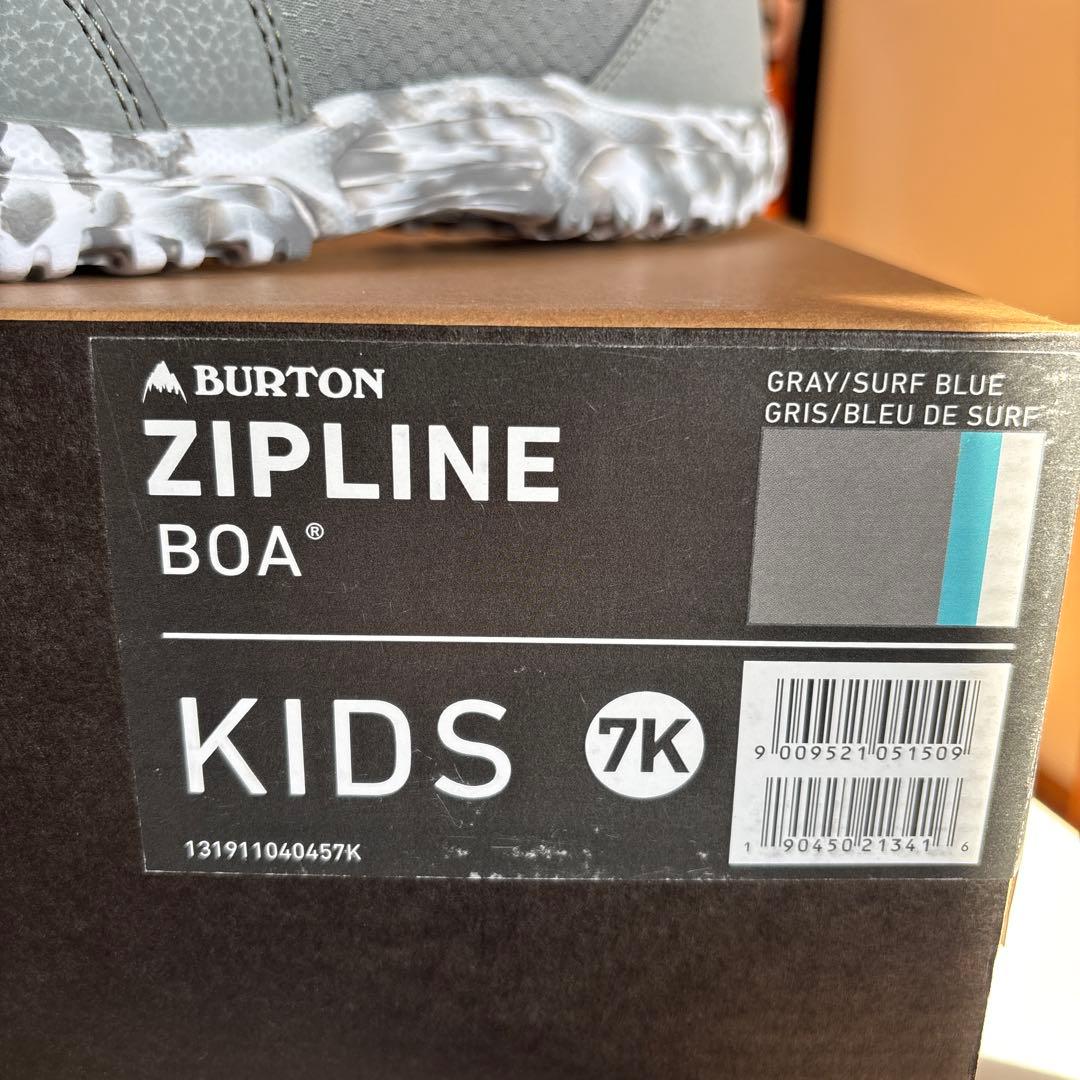 BURTON
ZIPLINE
BOA®
GRAY/SURF BLUE
GRIS/BLEU DE SURF
KIDS
7K
131911040457K
9 009521 051509
1 90450 21341 6